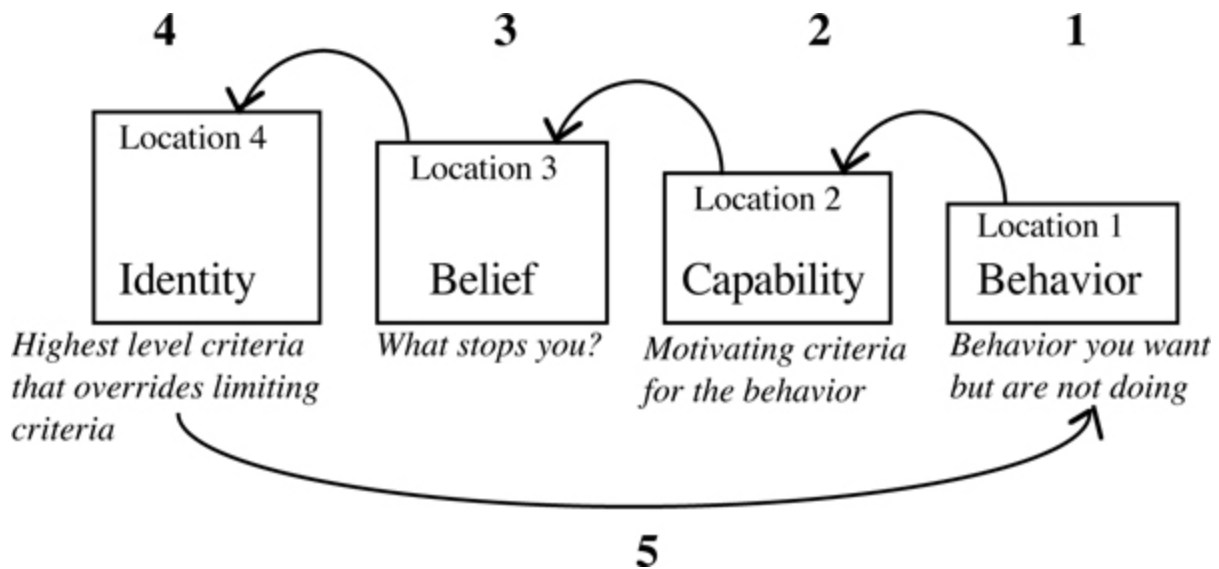 4
3
2
1
Location 4
Identity
Highest level criteria
that overrides limiting
criteria
Location 3
Belief
What stops you?
Location 2
Capability
Motivating criteria
for the behavior
Location 1
Behavior
Behavior you want
but are not doing
5